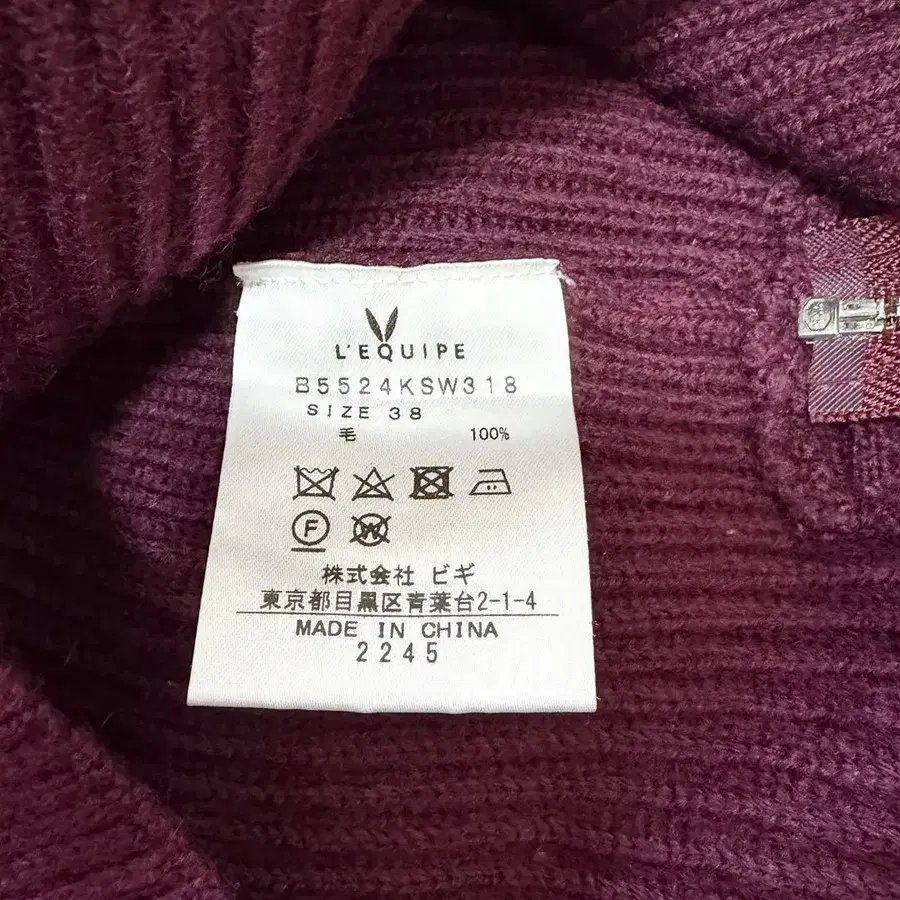 L'EQUIPE
B5524KSW318
SIZE 38
毛 100%
F W
株式会社 ビギ
東京都目黒区青葉台2-1-4
MADE IN CHINA
2245